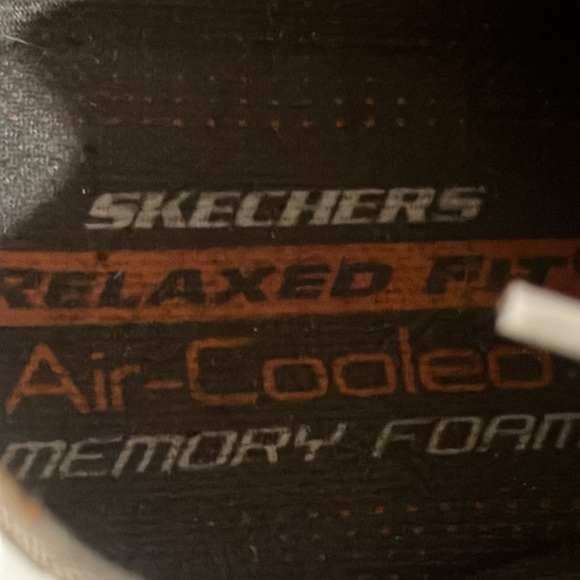 SKECHERS
RELAXED FIT
Air-Cooled
MEMORY FOAM